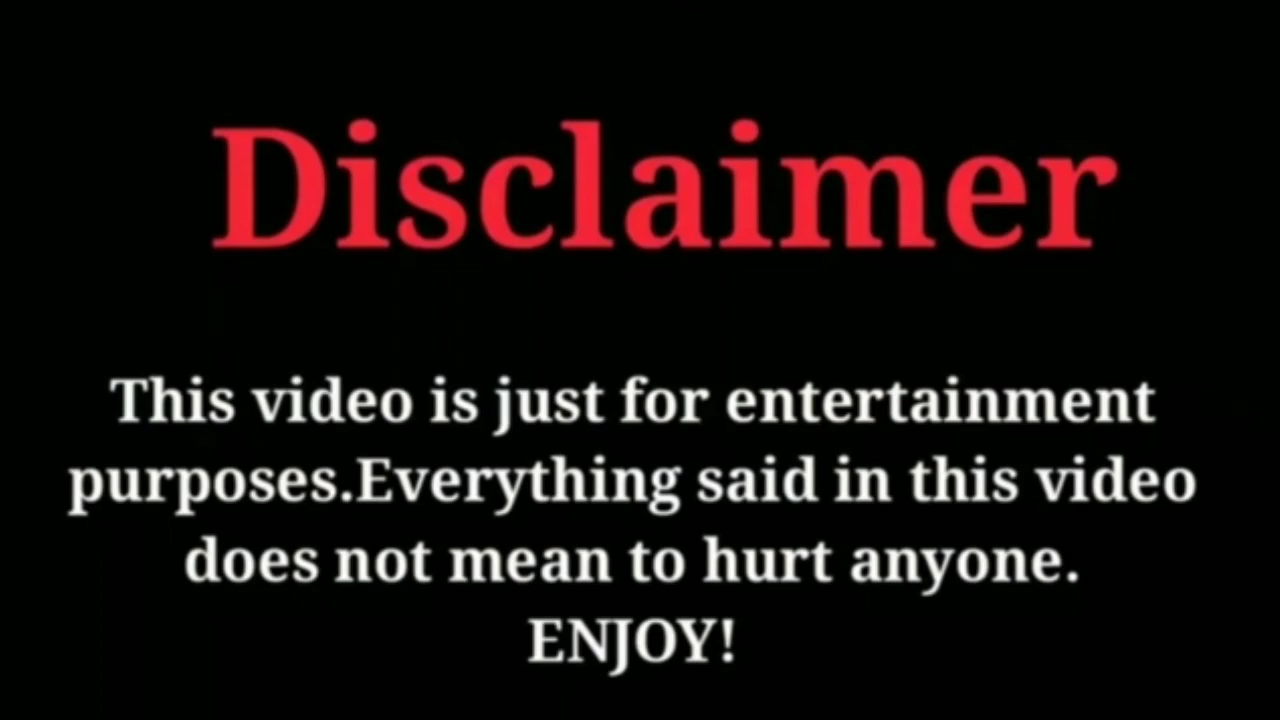 Disclaimer
This video is just for entertainment
purposes.Everything said in this video
does not mean to hurt anyone.
ENJOY!